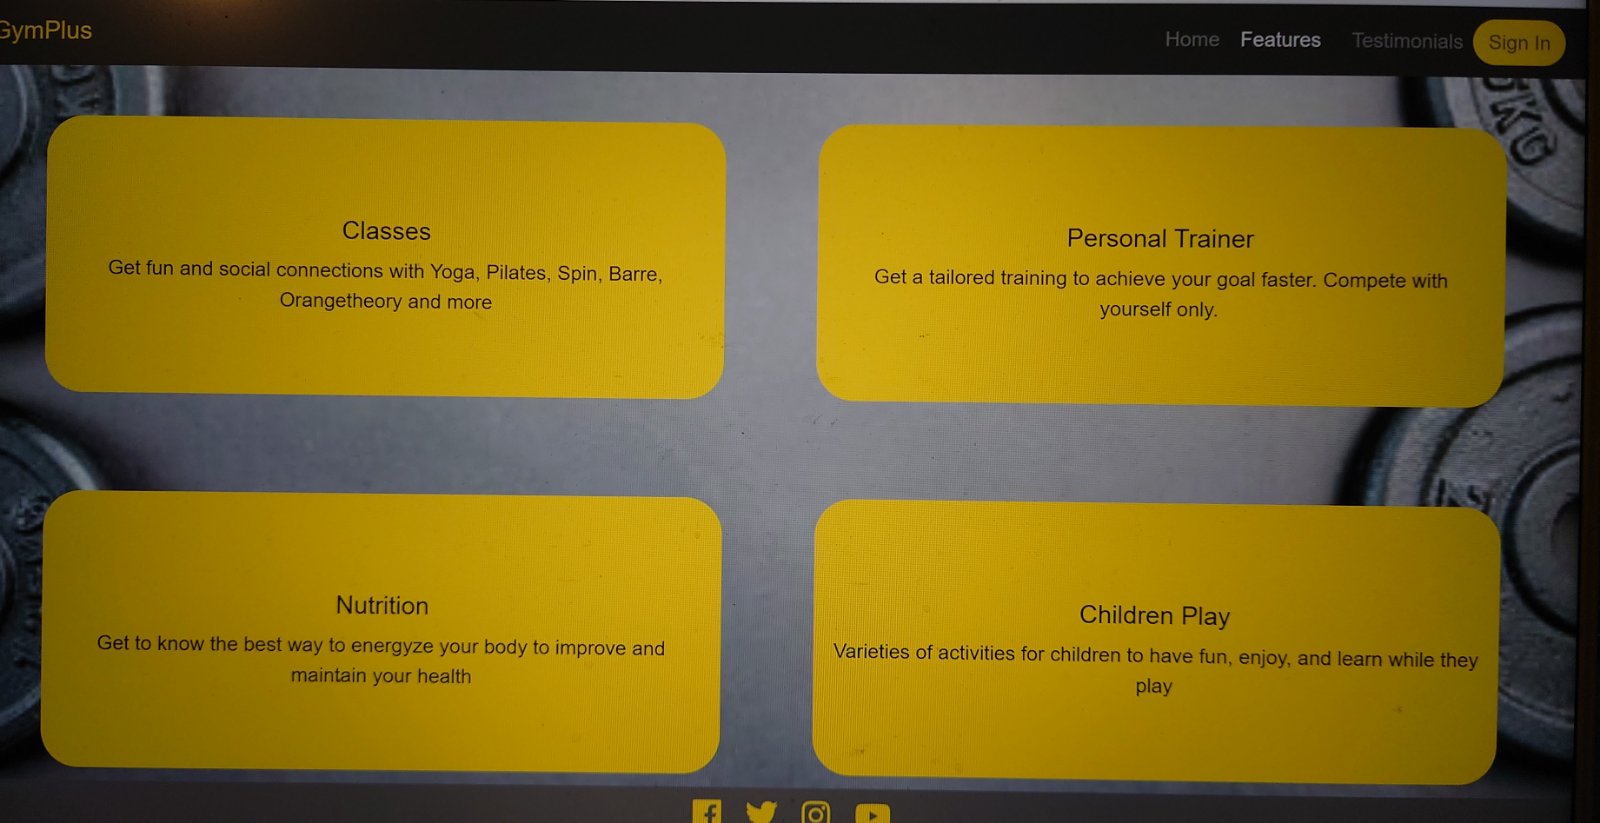 GymPlus
Home Features Testimonials Sign In
Classes
Get fun and social connections with Yoga, Pilates, Spin, Barre,
Orangetheory and more
Personal Trainer
Get a tailored training to achieve your goal faster. Compete with
yourself only.
Nutrition
Get to know the best way to energyze your body to improve and
maintain your health
Children Play
Varieties of activities for children to have fun, enjoy, and learn while they
play
5KG